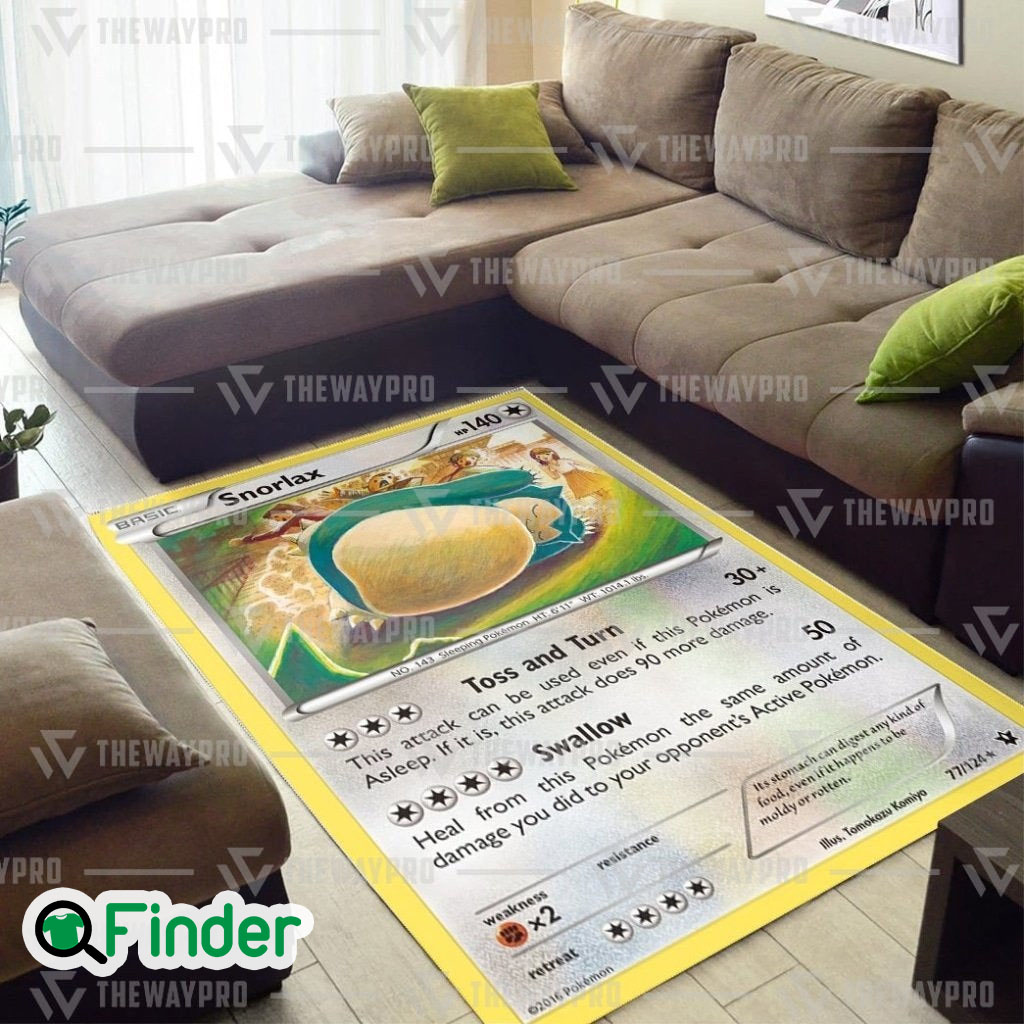 THEWAYPRO
BASIC
Snorlax
HP140
NO. 143 Sleeping Pokémon HT. 6'11" WT. 1014.1 lbs.
Toss and Turn 30+
This attack can be used even if this Pokémon is
Asleep. If it is, this attack does 90 more damage.
Swallow 50
Heal from this Pokémon the same amount of
damage you did to your opponent's Active Pokémon.
Its stomach can digest any kind of
food, even if it happens to be
moldy or rotten.
77/124
Illus. Tomokazu Komiya
weakness
×2
resistance
retreat
©2016 Pokémon
Finder